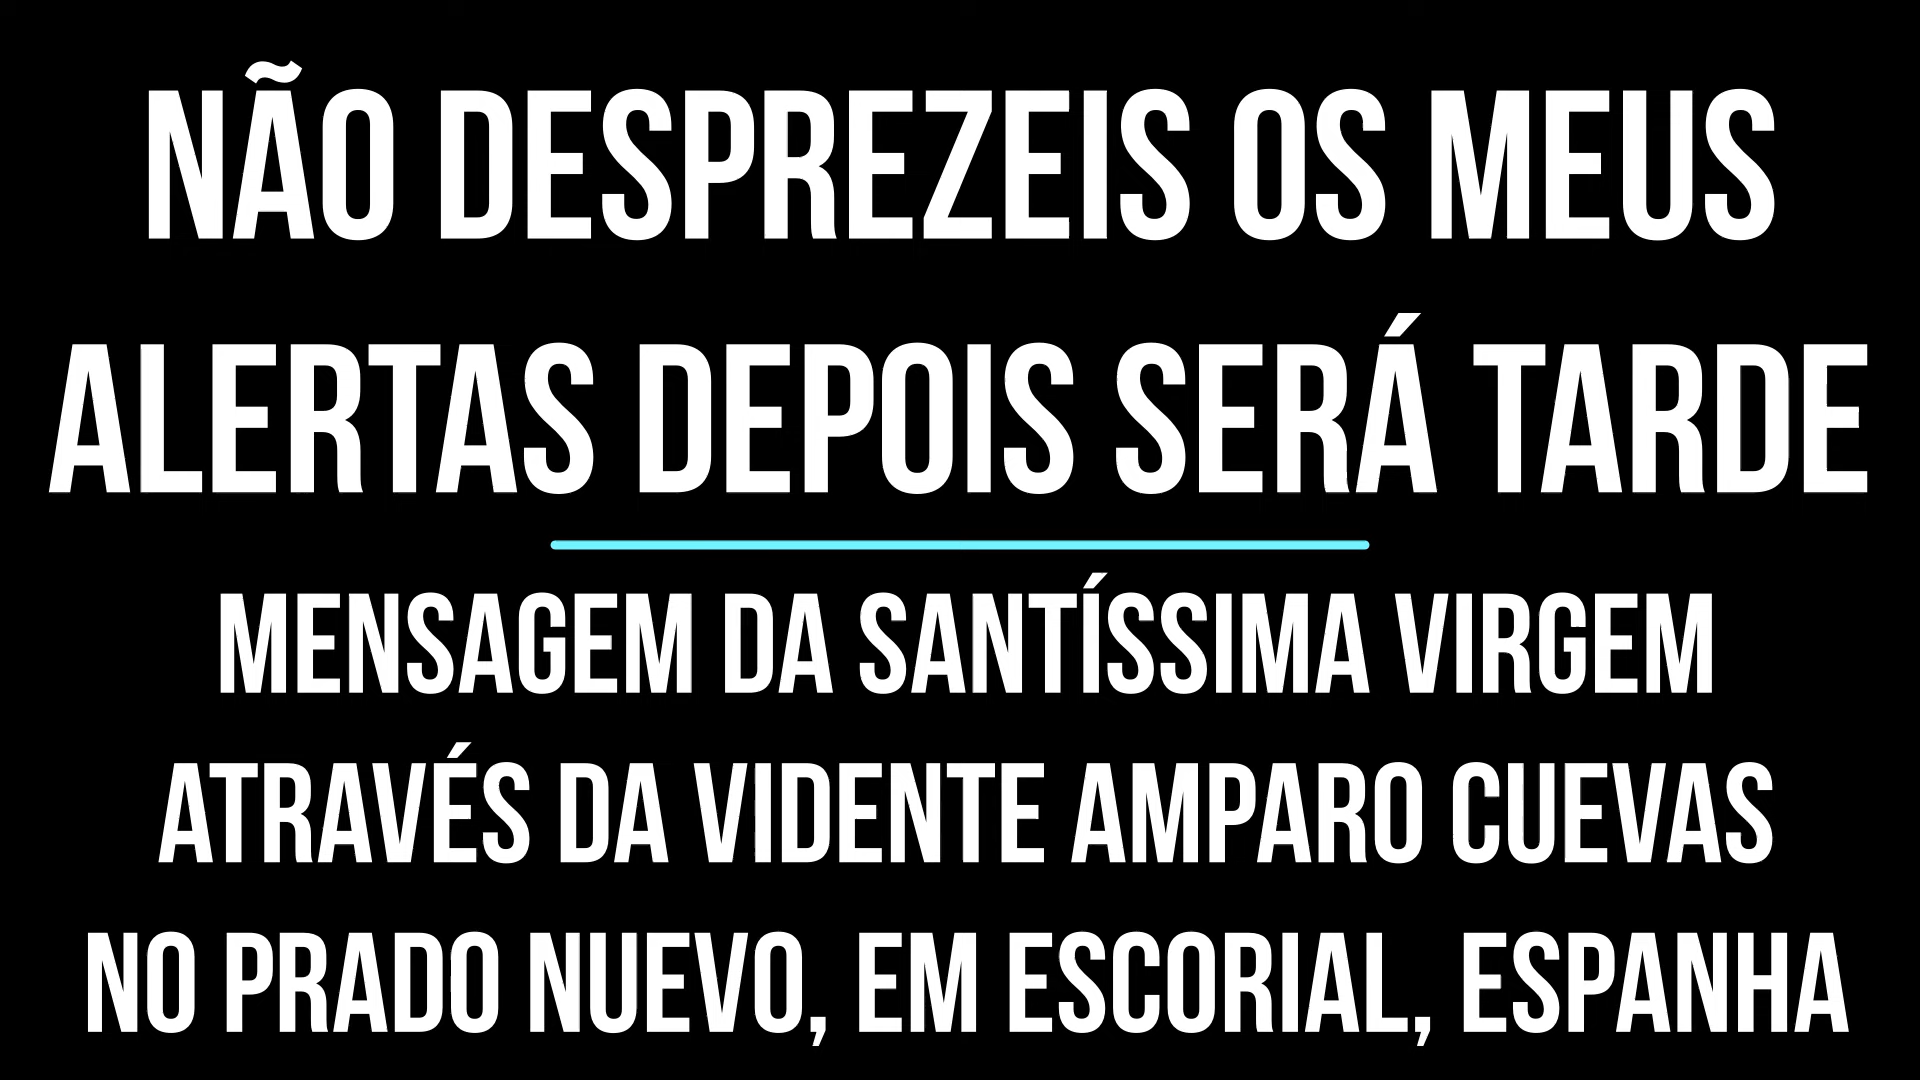 NÃO DESPREZEIS OS MEUS
ALERTAS DEPOIS SERÁ TARDE
MENSAGEM DA SANTÍSSIMA VIRGEM
ATRAVÉS DA VIDENTE AMPARO CUEVAS
NO PRADO NUEVO, EM ESCORIAL, ESPANHA